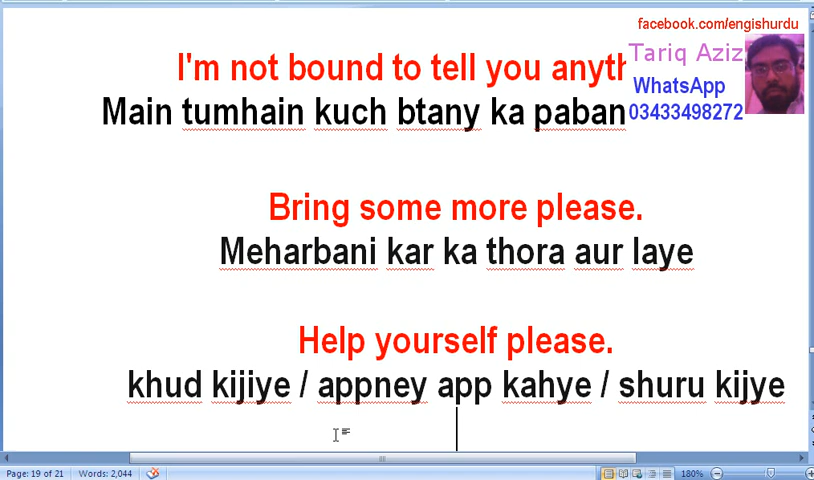 facebook.com/engishurdu
Tariq Aziz
WhatsApp
03433498272
I'm not bound to tell you
Main tumhain kuch btany ka
Bring some more please.
Meharbani kar ka thora aur laye
Help yourself please.
khud kijiye / appney app kahye / shuru kijye
Page: 19 of 21 Words: 2,044 180%